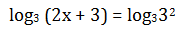 log₃ (2x + 3) = log₃3²